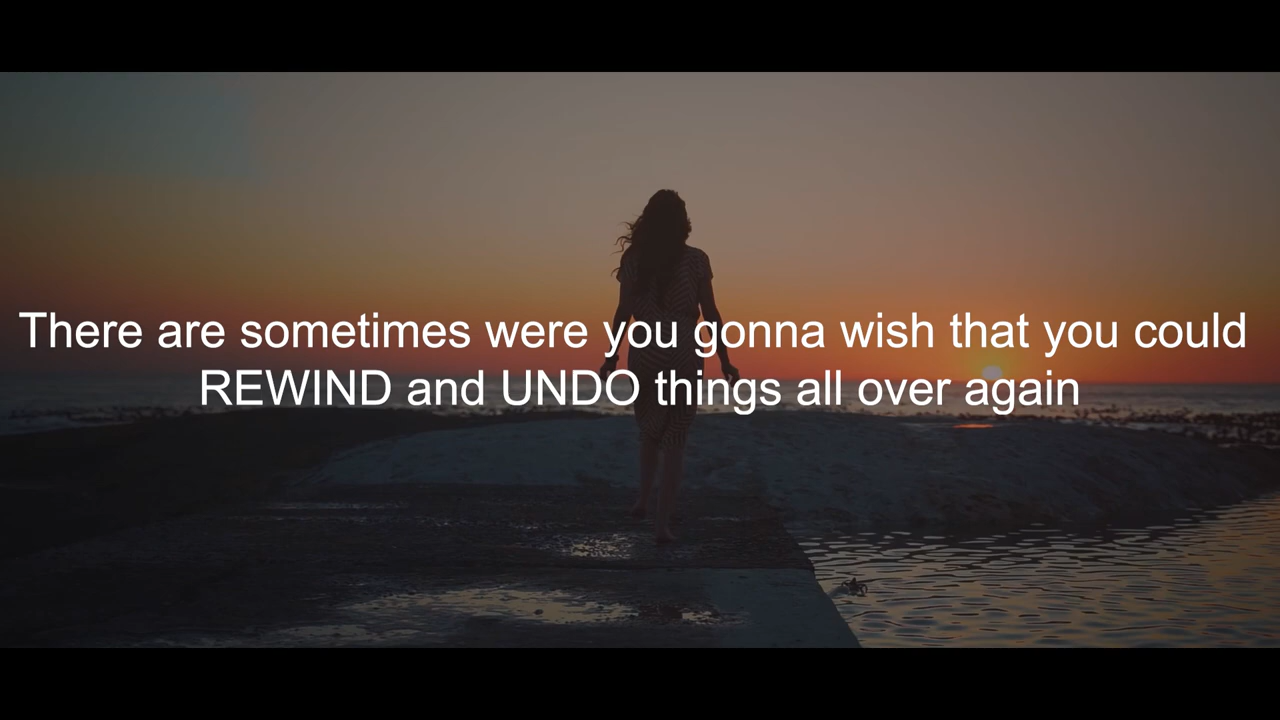 There are sometimes were you gonna wish that you could
REWIND and UNDO things all over again